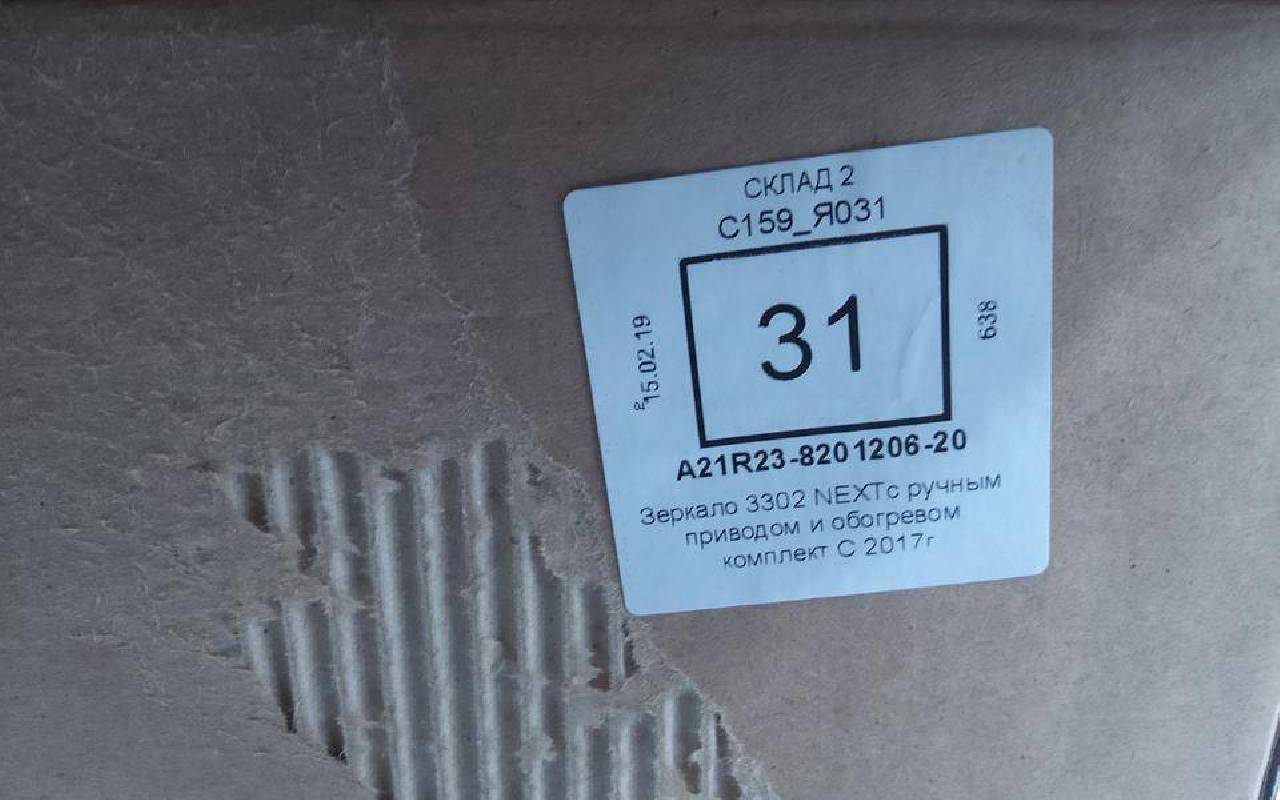 СКЛАД 2
С159_Я031
31
15.02.19
638
A21R23-8201206-20
Зеркало 3302 NEXTс ручным
приводом и обогревом
комплект С 2017г